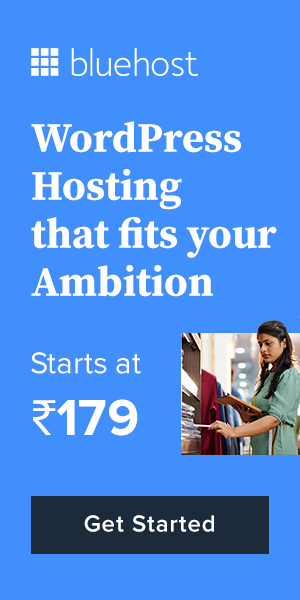 bluehost
WordPress
Hosting
that fits your
Ambition
Starts at
₹179
Get Started